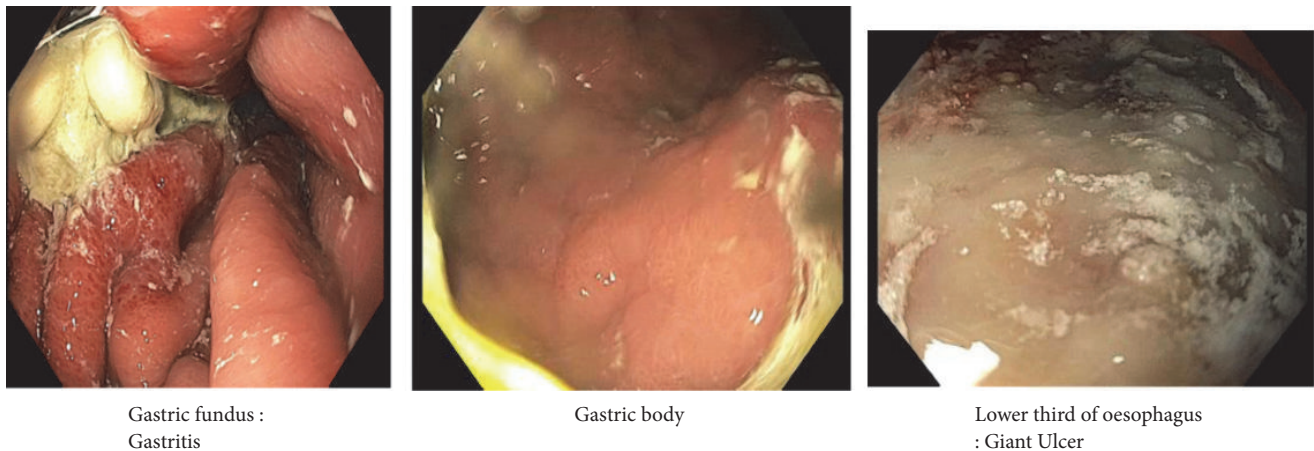 Gastric fundus :
Gastritis
Gastric body
Lower third of oesophagus
: Giant Ulcer